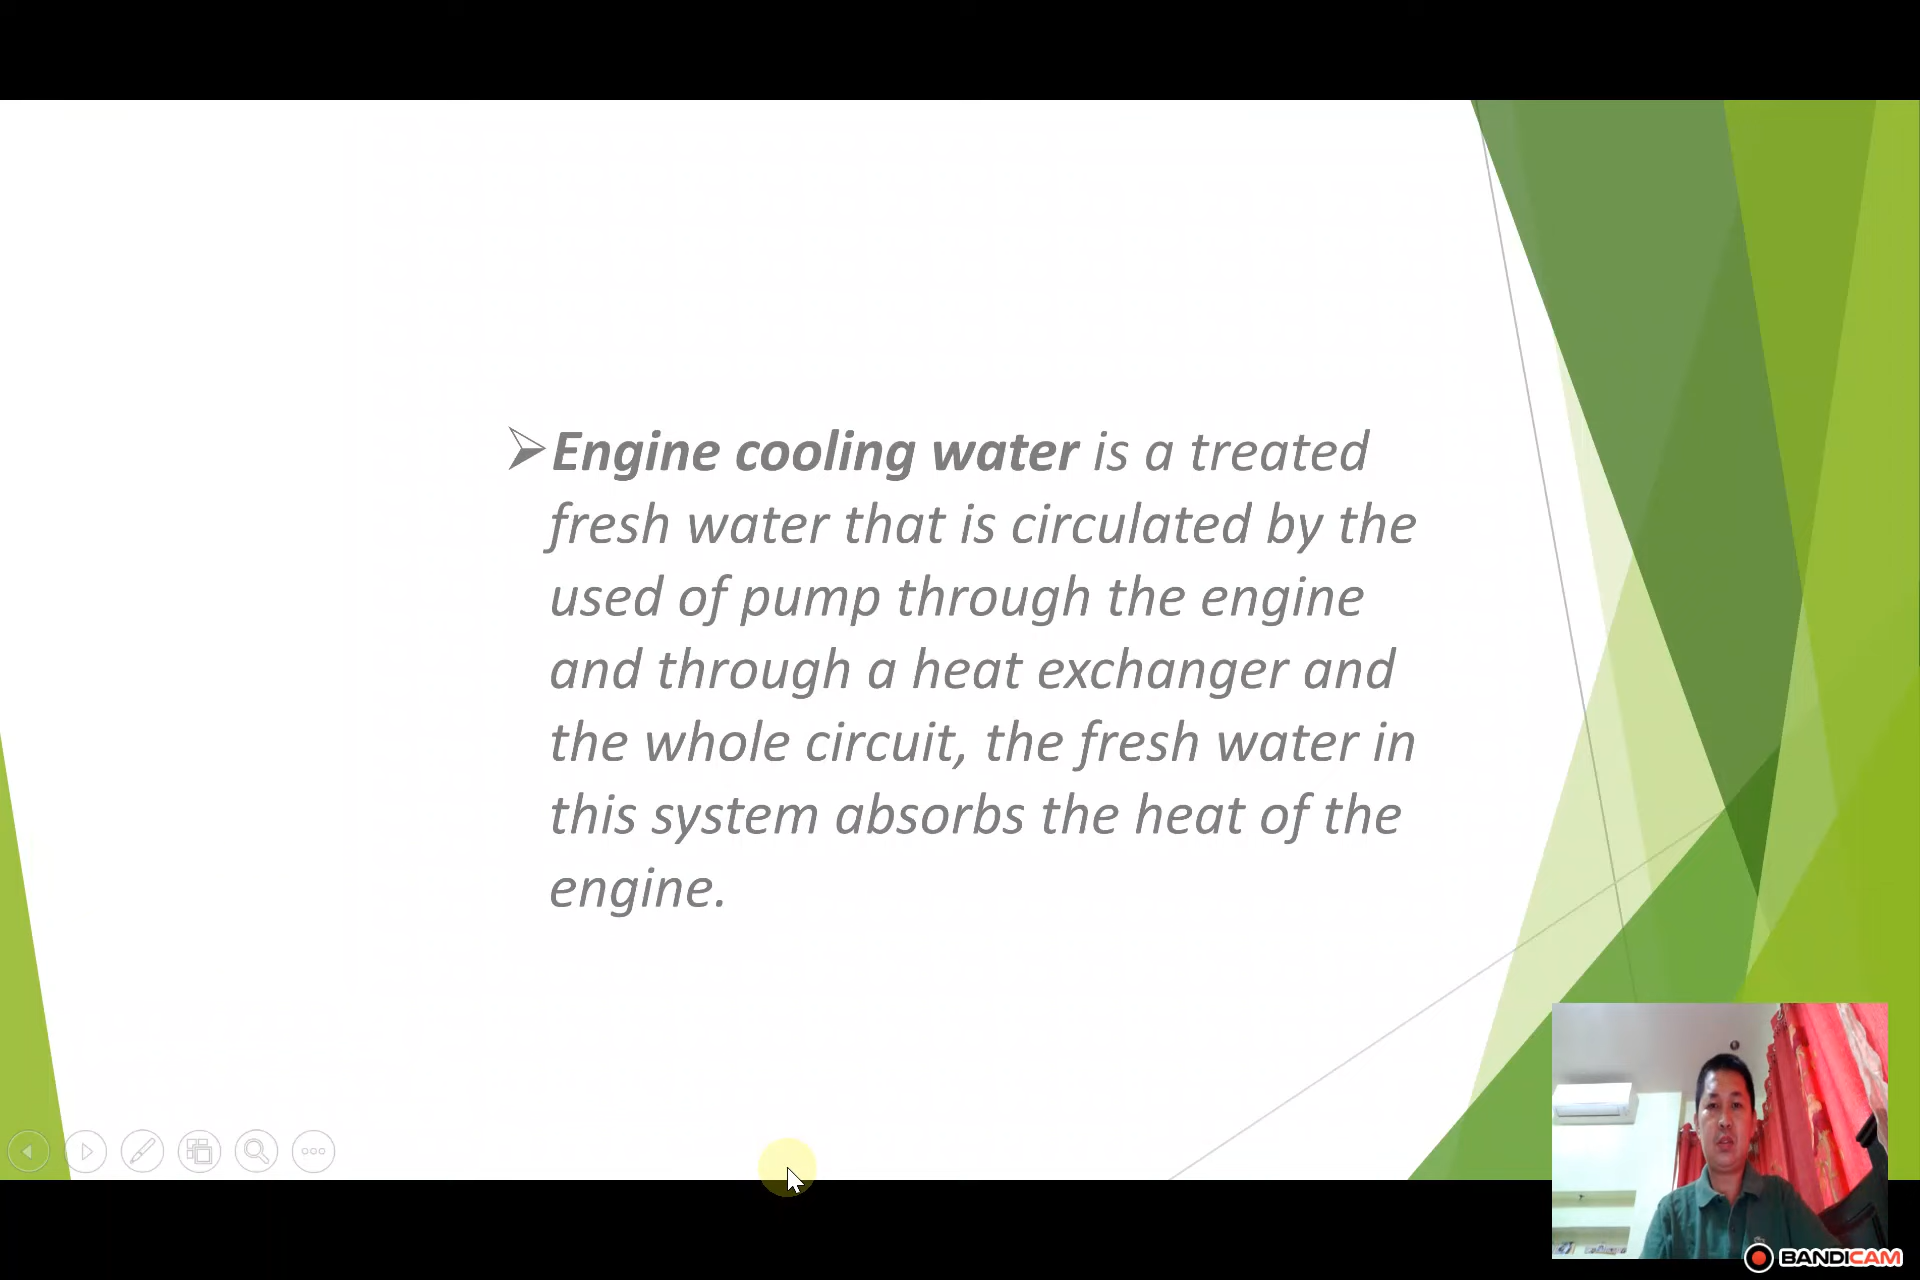 Engine cooling water is a treated
fresh water that is circulated by the
used of pump through the engine
and through a heat exchanger and
the whole circuit, the fresh water in
this system absorbs the heat of the
engine.
BANDICAM